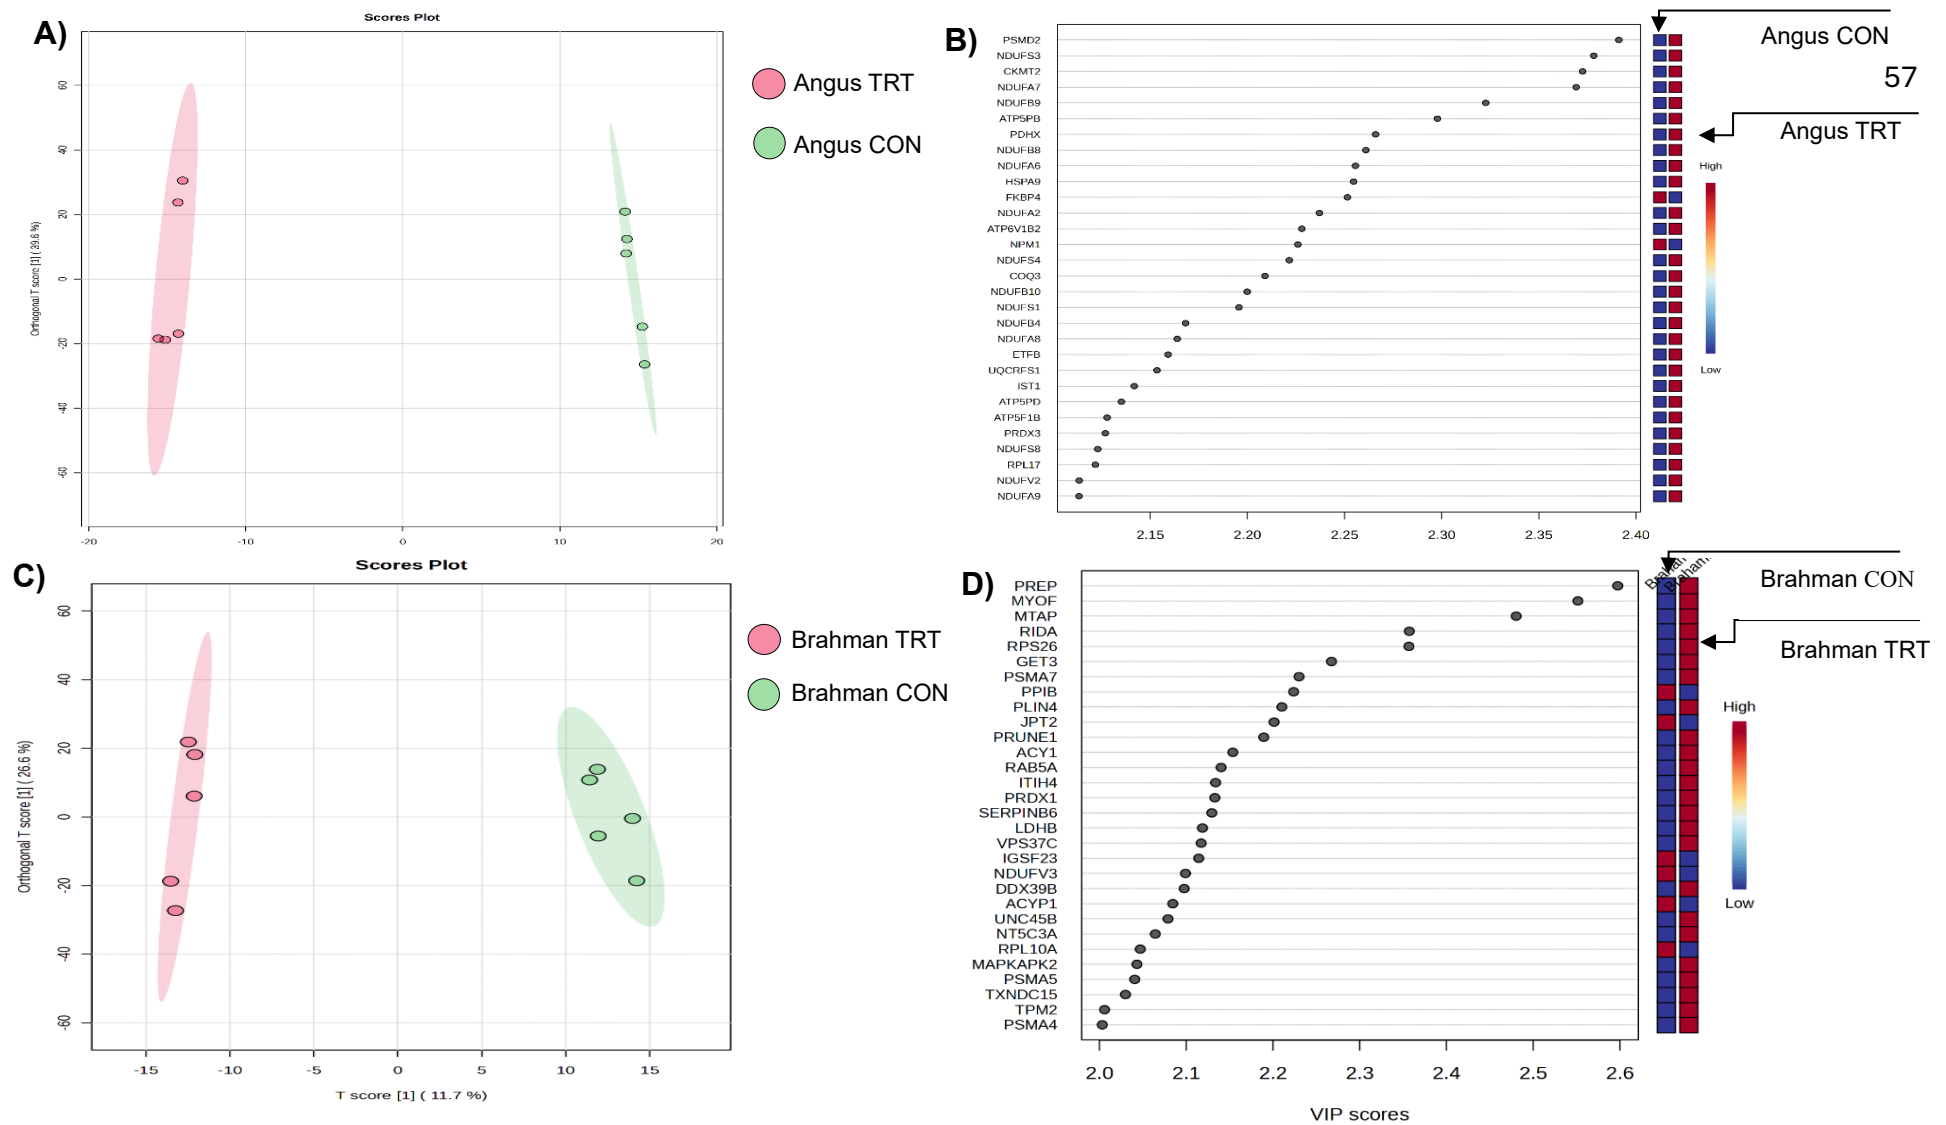 A)
Scores Plot
Orthogonal T score [1] ( 39.6 %)
60
40
20
0
-20
-40
-60
-20
-10
0
10
20
Angus TRT
Angus CON
B)
PSMD2
NDUFS3
CKMT2
NDUFA7
NDUFB9
ATP5PB
PDHX
NDUFB8
NDUFA6
HSPA9
FKBP4
NDUFA2
ATP6V1B2
NPM1
NDUFS4
COQ3
NDUFB10
NDUFS1
NDUFB4
NDUFA8
ETFB
UQCRFS1
IST1
ATP5PD
ATP5F1B
PRDX3
NDUFS8
RPL17
NDUFV2
NDUFA9
2.15
2.20
2.25
2.30
2.35
2.40
Angus CON
57
Angus TRT
High
Low
C)
Scores Plot
Orthogonal T score [1] ( 26.6 %)
60
40
20
0
-20
-40
-60
-15
-10
-5
0
5
10
15
T score [1] ( 11.7 %)
Brahman TRT
Brahman CON
D)
PREP
MYOF
MTAP
RIDA
RPS26
GET3
PSMA7
PPIB
PLIN4
JPT2
PRUNE1
ACY1
RAB5A
ITIH4
PRDX1
SERPINB6
LDHB
VPS37C
IGSF23
NDUFV3
DDX39B
ACYP1
UNC45B
NT5C3A
RPL10A
MAPKAPK2
PSMA5
TXNDC15
TPM2
PSMA4
2.0
2.1
2.2
2.3
2.4
2.5
2.6
VIP scores
Brahman CON
Brahman TRT
High
Low